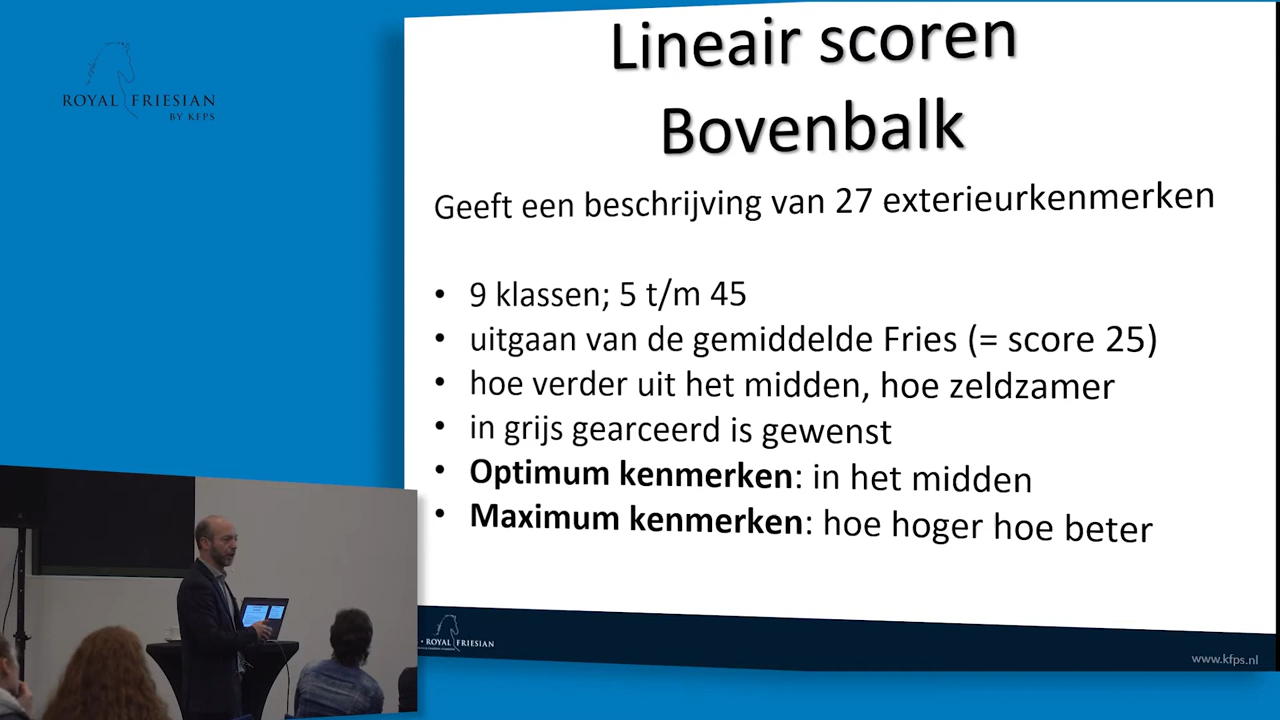 ROYAL FRIESIAN
BY KFPS
Lineair scoren
Bovenbalk
Geeft een beschrijving van 27 exterieurkenmerken
• 9 klassen; 5 t/m 45
• uitgaan van de gemiddelde Fries (= score 25)
• hoe verder uit het midden, hoe zeldzamer
• in grijs gearceerd is gewenst
• Optimum kenmerken: in het midden
• Maximum kenmerken: hoe hoger hoe beter
ROYAL FRIESIAN
www.kfps.nl